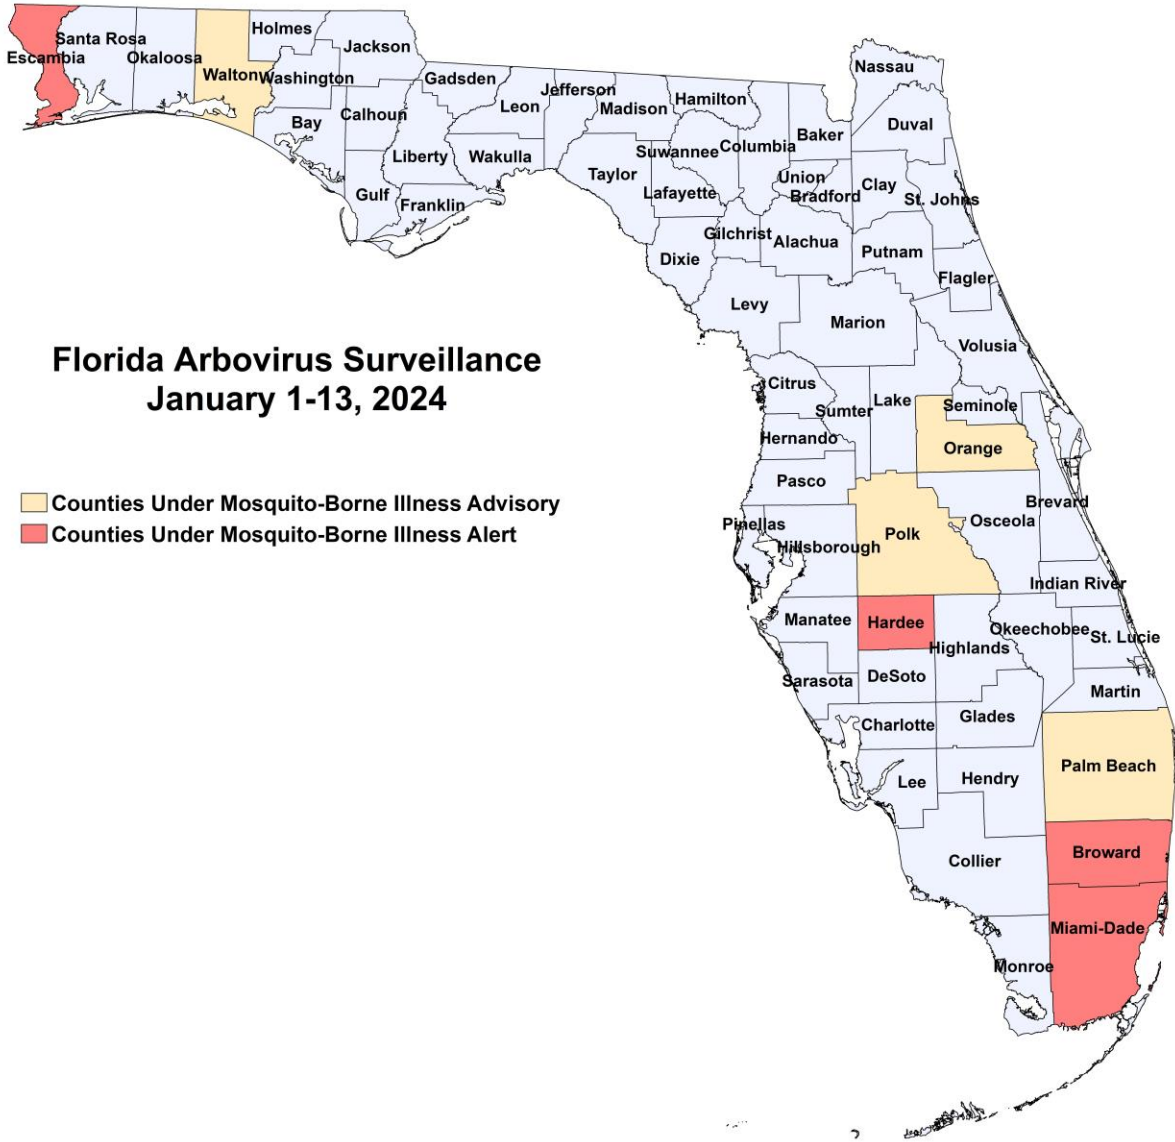 Holmes
Santa Rosa
Jackson
Escambia
Okaloosa
Walton
Washington
Gadsden
Nassau
Jefferson
Leon
Madison
Hamilton
Bay
Calhoun
Duval
Baker
Columbia
Suwannee
Liberty
Wakulla
Taylor
Union
Lafayette
Bradford
Clay
St. Johns
Gulf
Franklin
Gilchrist
Alachua
Putnam
Dixie
Flagler
Levy
Marion
Florida Arbovirus Surveillance
January 1-13, 2024
Volusia
Citrus
Lake
Sumter
Seminole
Hernando
Orange
Pasco
Counties Under Mosquito-Borne Illness Advisory
Counties Under Mosquito-Borne Illness Alert
Brevard
Pinellas
Osceola
Polk
Hillsborough
Indian River
Manatee
Hardee
Okeechobee
St. Lucie
Highlands
Sarasota
DeSoto
Martin
Charlotte
Glades
Palm Beach
Lee
Hendry
Broward
Collier
Miami-Dade
Monroe